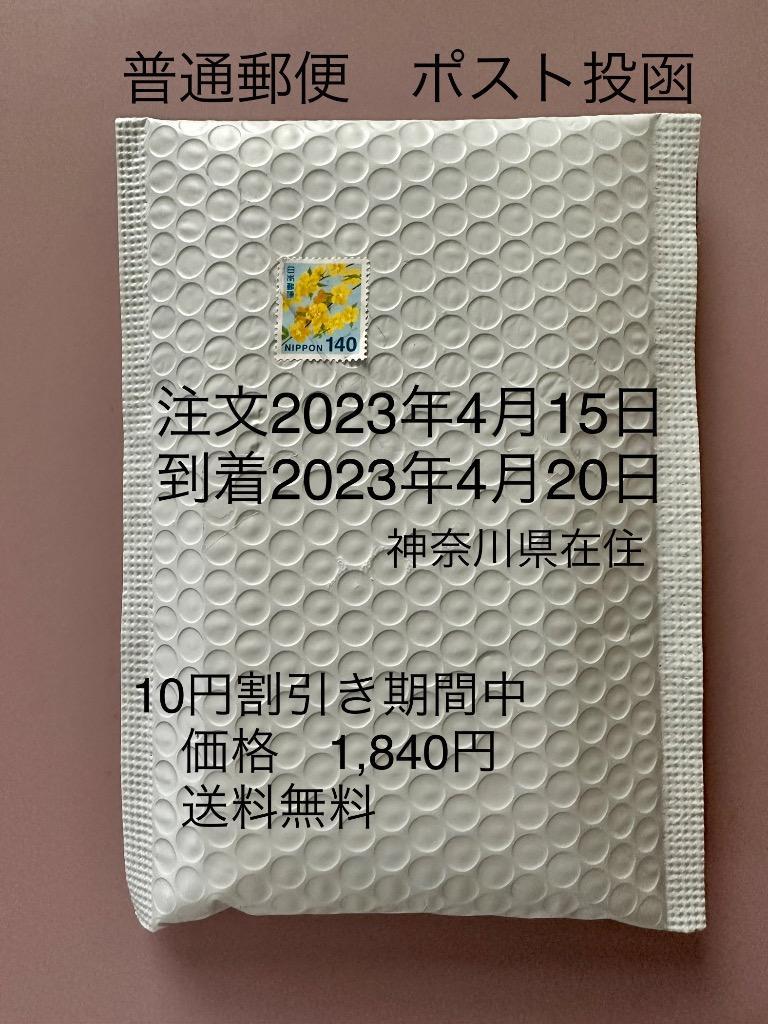 普通郵便　ポスト投函
日本郵便
NIPPON 140
注文2023年4月15日
到着2023年4月20日
神奈川県在住
10円割引き期間中
価格　1,840円
送料無料